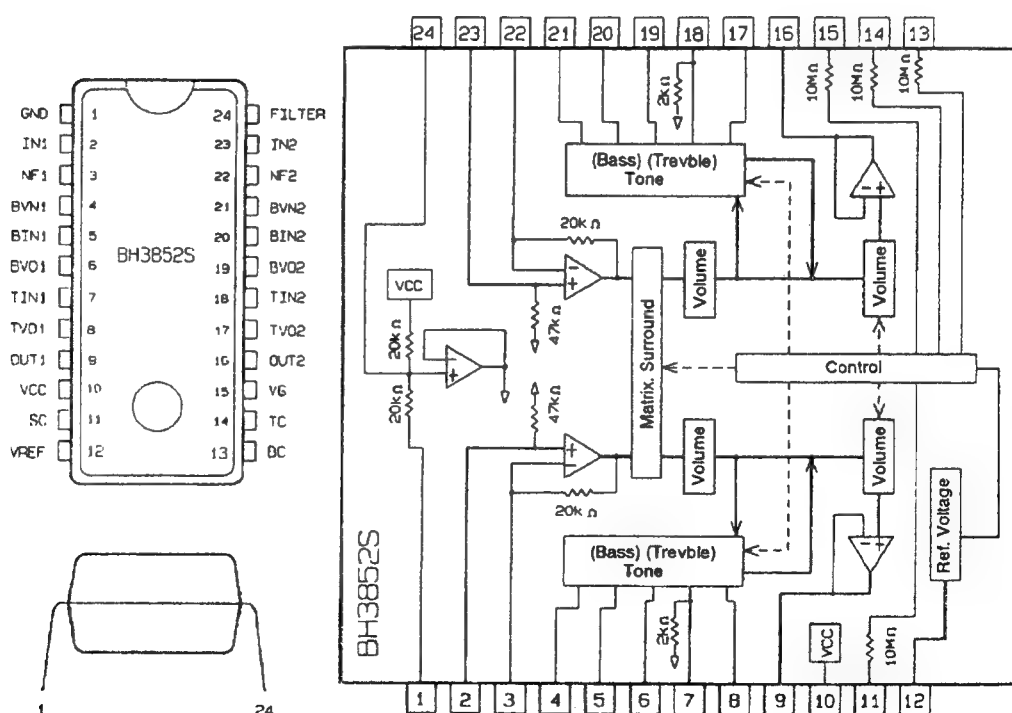 GND 1 24 FILTER
IN1 2 23 IN2
NF1 3 22 NF2
BVN1 4 21 BVN2
BIN1 5 20 BIN2
BH3852S
BVO1 6 19 BVO2
TIN1 7 18 TIN2
TVO1 8 17 TVO2
OUT1 9 16 OUT2
VCC 10 15 VG
SC 11 14 TC
VREF 12 13 BC
1 24
24 23 22 21 20 19 18 17 16 15 14 13
2kΩ
10MΩ
10MΩ
10MΩ
(Bass) (Trevble)
Tone
20kΩ
- +
-
+
VCC
47kΩ
Matrix. Surround
Volume
Volume
20kΩ
-
+
20kΩ
Control
47kΩ
+
-
Volume
Volume
20kΩ
(Bass) (Trevble)
Tone
- +
Ref. Voltage
2kΩ
VCC
10MΩ
BH3852S
1 2 3 4 5 6 7 8 9 10 11 12